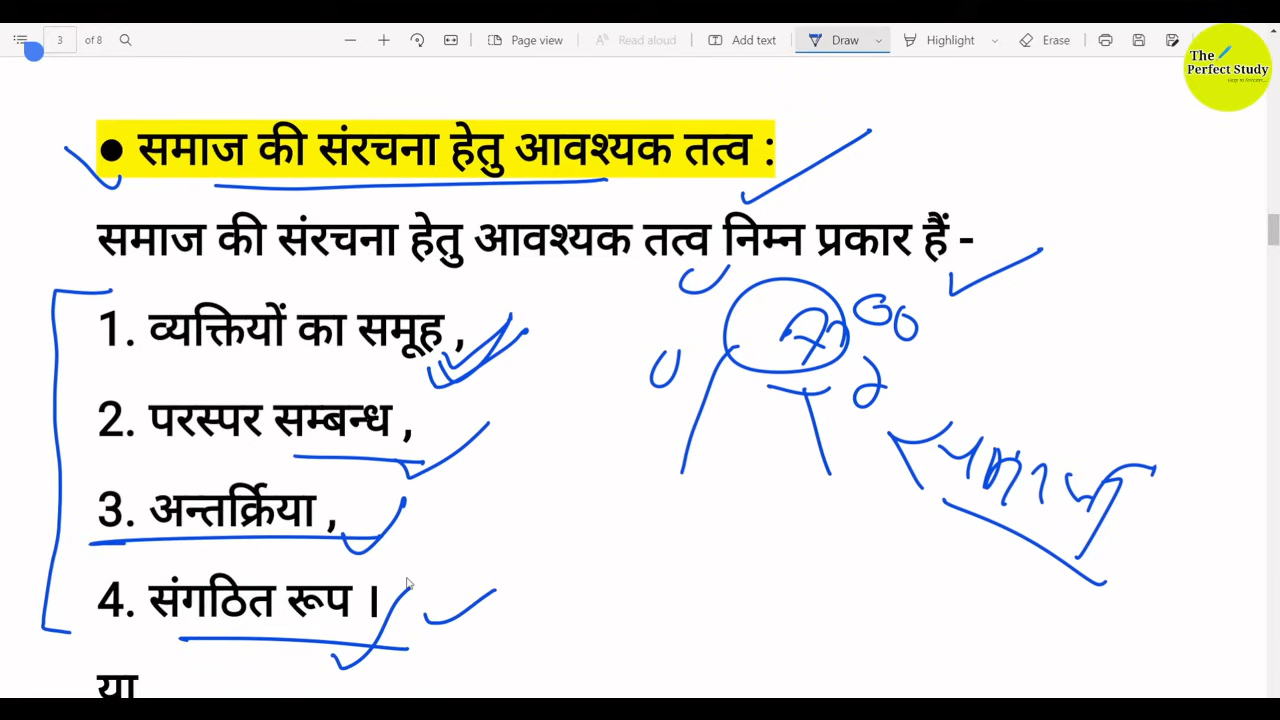 3 of 8 Page view Read aloud Add text Draw Highlight Erase
The
Perfect Study
● समाज की संरचना हेतु आवश्यक तत्व :
समाज की संरचना हेतु आवश्यक तत्व निम्न प्रकार हैं -
1. व्यक्तियों का समूह ,
2. परस्पर सम्बन्ध ,
3. अन्तर्क्रिया ,
4. संगठित रूप ।
या